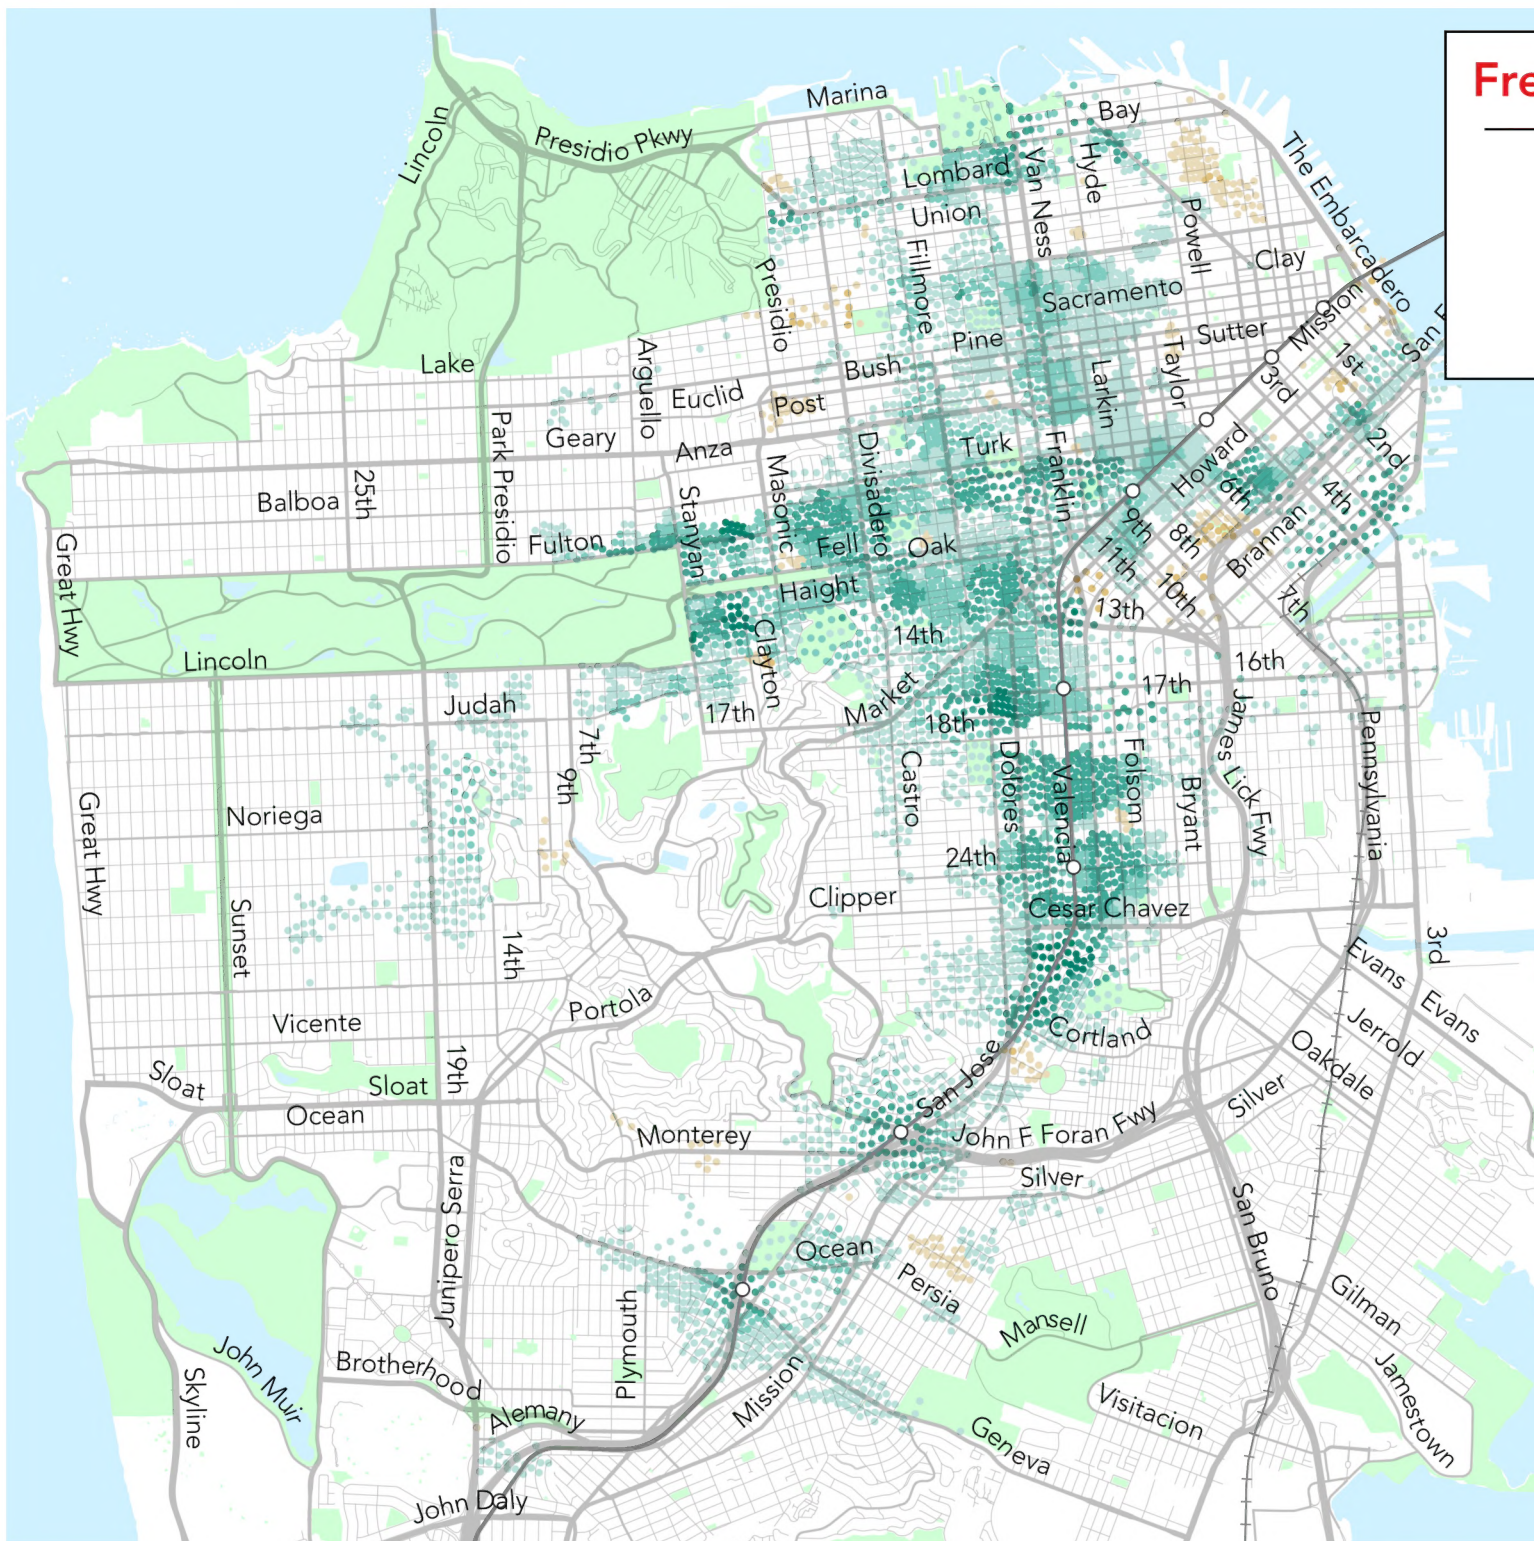 Fre
Marina
Bay
Lincoln
Presidio Pkwy
The Embarcadero
Lombard
Van Ness
Hyde
Union
Powell
Fillmore
Clay
Presidio
Sacramento
Mission
San F
Sutter
Pine
Taylor
1st
Lake
Arguello
Bush
Larkin
3rd
Euclid
Post
Park Presidio
Geary
Anza
Divisadero
Turk
Franklin
Howard
2nd
25th
Balboa
Stanyan
Masonic
6th
4th
Great Hwy
Fulton
Fell
Oak
9th
8th
Brannan
11th
10th
Haight
13th
7th
14th
Clayton
Lincoln
16th
17th
Judah
17th
Market
18th
James Lick Fwy
Pennsylvania
7th
9th
Castro
Dolores
Valencia
Folsom
Bryant
Great Hwy
Noriega
24th
Clipper
Cesar Chavez
Sunset
14th
3rd
Evans
Evans
Portola
Vicente
Cortland
Jerrold
Oakdale
19th
Sloat
Sloat
San Jose
Silver
Ocean
Monterey
John F Foran Fwy
Silver
Junipero Serra
San Bruno
Ocean
Persia
Plymouth
Mansell
Gilman
John Muir
Skyline
Brotherhood
Alemany
Mission
Jamestown
Visitacion
Geneva
John Daly